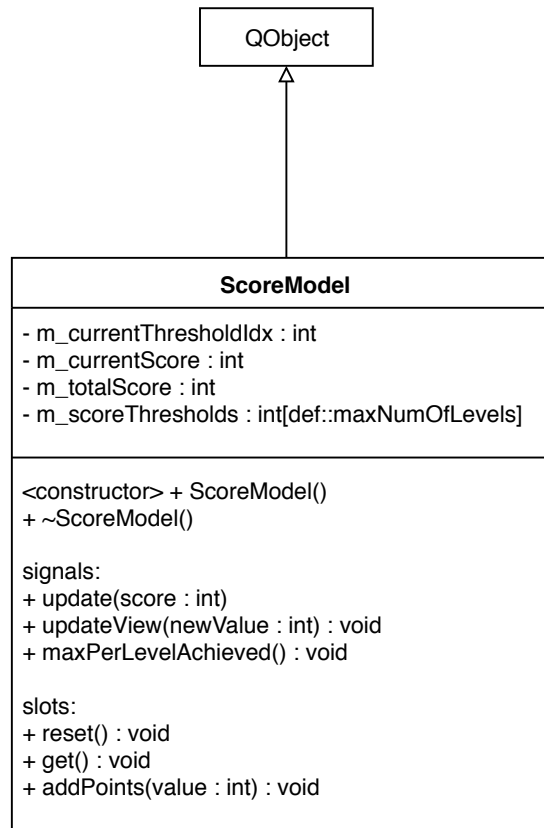 QObject
ScoreModel
- m_currentThresholdIdx : int
- m_currentScore : int
- m_totalScore : int
- m_scoreThresholds : int[def::maxNumOfLevels]
<constructor> + ScoreModel()
+ ~ScoreModel()
signals:
+ update(score : int)
+ updateView(newValue : int) : void
+ maxPerLevelAchieved() : void
slots:
+ reset() : void
+ get() : void
+ addPoints(value : int) : void